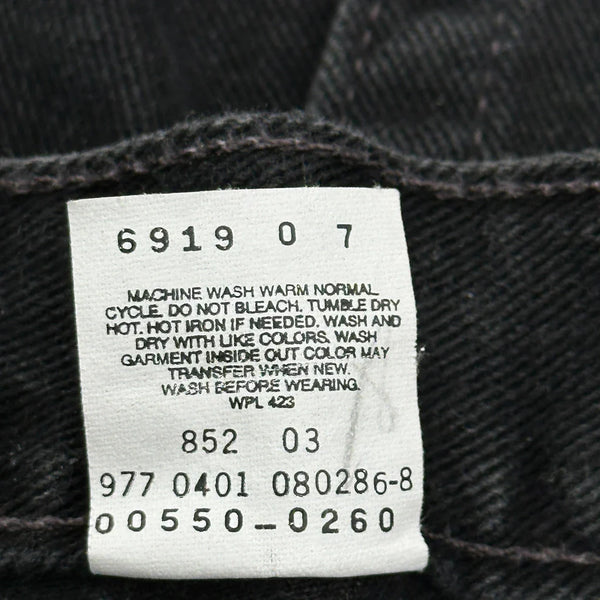 6919 0 7
MACHINE WASH WARM NORMAL
CYCLE. DO NOT BLEACH. TUMBLE DRY
HOT. HOT IRON IF NEEDED. WASH AND
DRY WITH LIKE COLORS. WASH
GARMENT INSIDE OUT COLOR MAY
TRANSFER WHEN NEW.
WASH BEFORE WEARING.
WPL 423
852 03
977 0401 080286-8
00550-0260